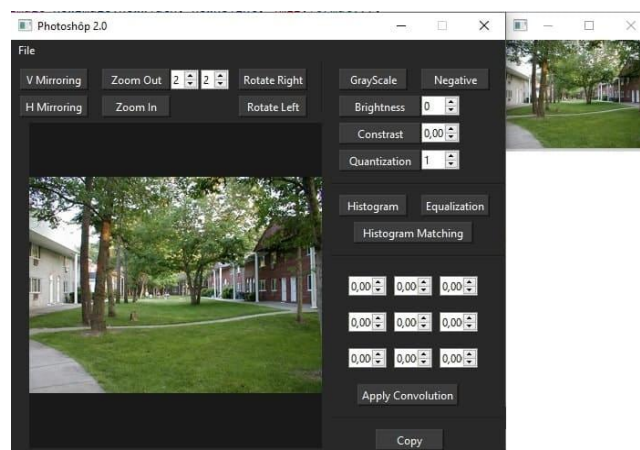 Photoshôp 2.0
File
V Mirroring Zoom Out 2 2 Rotate Right
H Mirroring Zoom In Rotate Left
GrayScale Negative
Brightness 0
Constrast 0,00
Quantization 1
Histogram Equalization
Histogram Matching
0,00 0,00 0,00
0,00 0,00 0,00
0,00 0,00 0,00
Apply Convolution
Copy